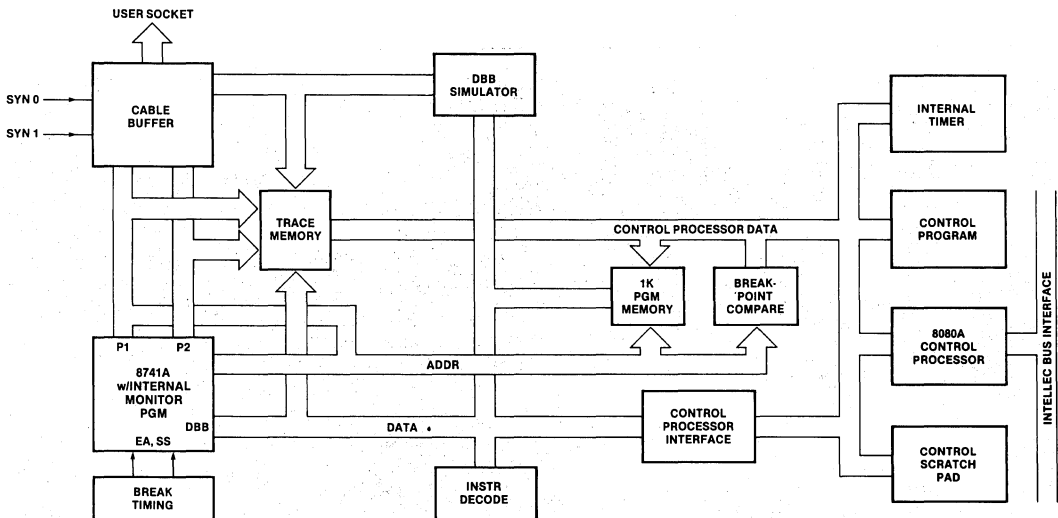 USER SOCKET
SYN 0
SYN 1
CABLE
BUFFER
DBB
SIMULATOR
INTERNAL
TIMER
TRACE
MEMORY
CONTROL PROCESSOR DATA
CONTROL
PROGRAM
1K
PGM
MEMORY
BREAK-
POINT
COMPARE
8080A
CONTROL
PROCESSOR
INTELLEC BUS INTERFACE
P1 P2
8741A
w/INTERNAL
MONITOR
PGM
DBB
EA, SS
ADDR
DATA
CONTROL
PROCESSOR
INTERFACE
CONTROL
SCRATCH
PAD
BREAK
TIMING
INSTR
DECODE